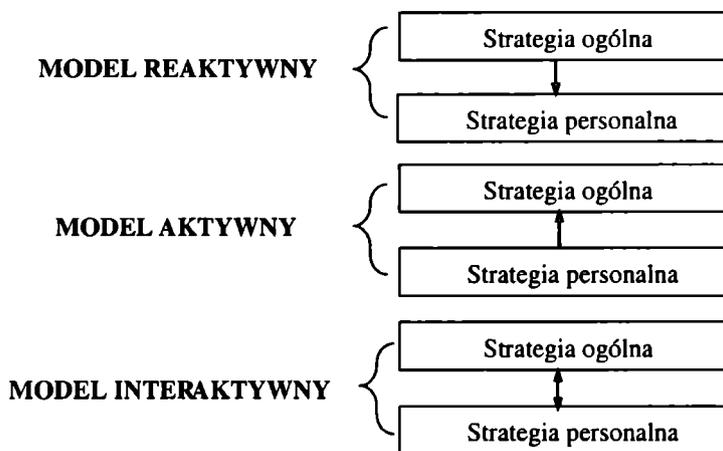 Strategia ogólna
MODEL REAKTYWNY
Strategia personalna
Strategia ogólna
MODEL AKTYWNY
Strategia personalna
Strategia ogólna
MODEL INTERAKTYWNY
Strategia personalna